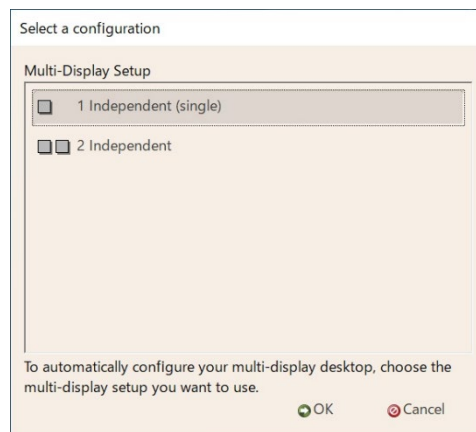 Select a configuration
Multi-Display Setup
1 Independent (single)
2 Independent
To automatically configure your multi-display desktop, choose the
multi-display setup you want to use.
OK Cancel